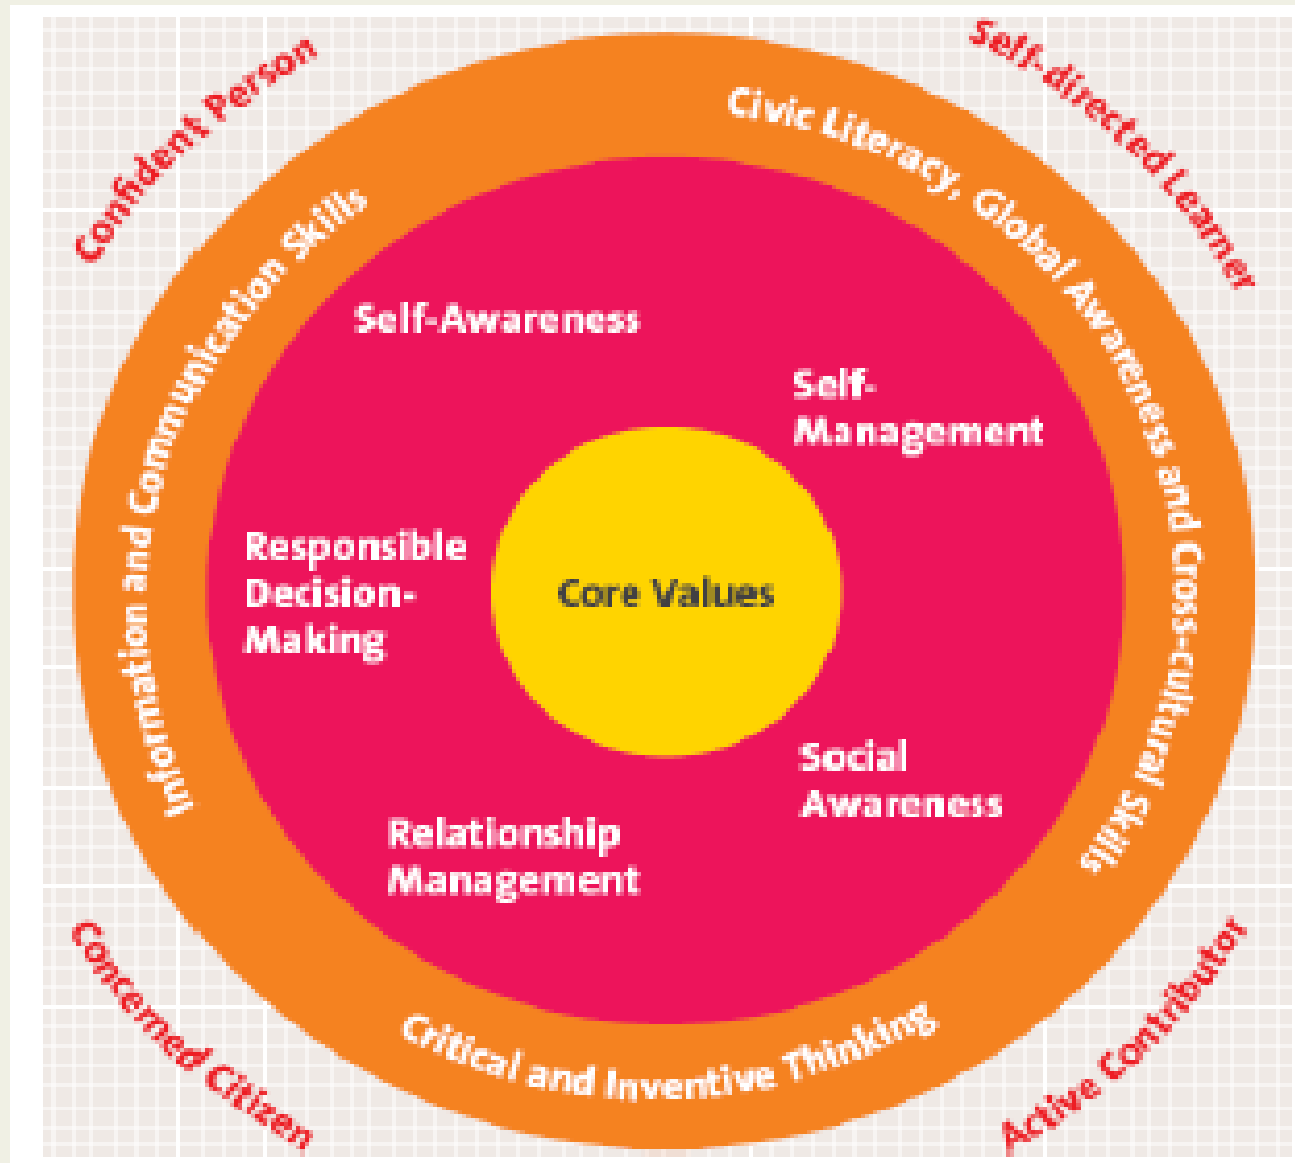 Confident Person
Self-directed Learner
Civic Literacy, Global Awareness and Cross-cultural Skills
Information and Communication Skills
Self-Awareness
Self-
Management
Responsible
Decision-
Making
Core Values
Social
Awareness
Relationship
Management
Critical and Inventive Thinking
Concerned Citizen
Active Contributor